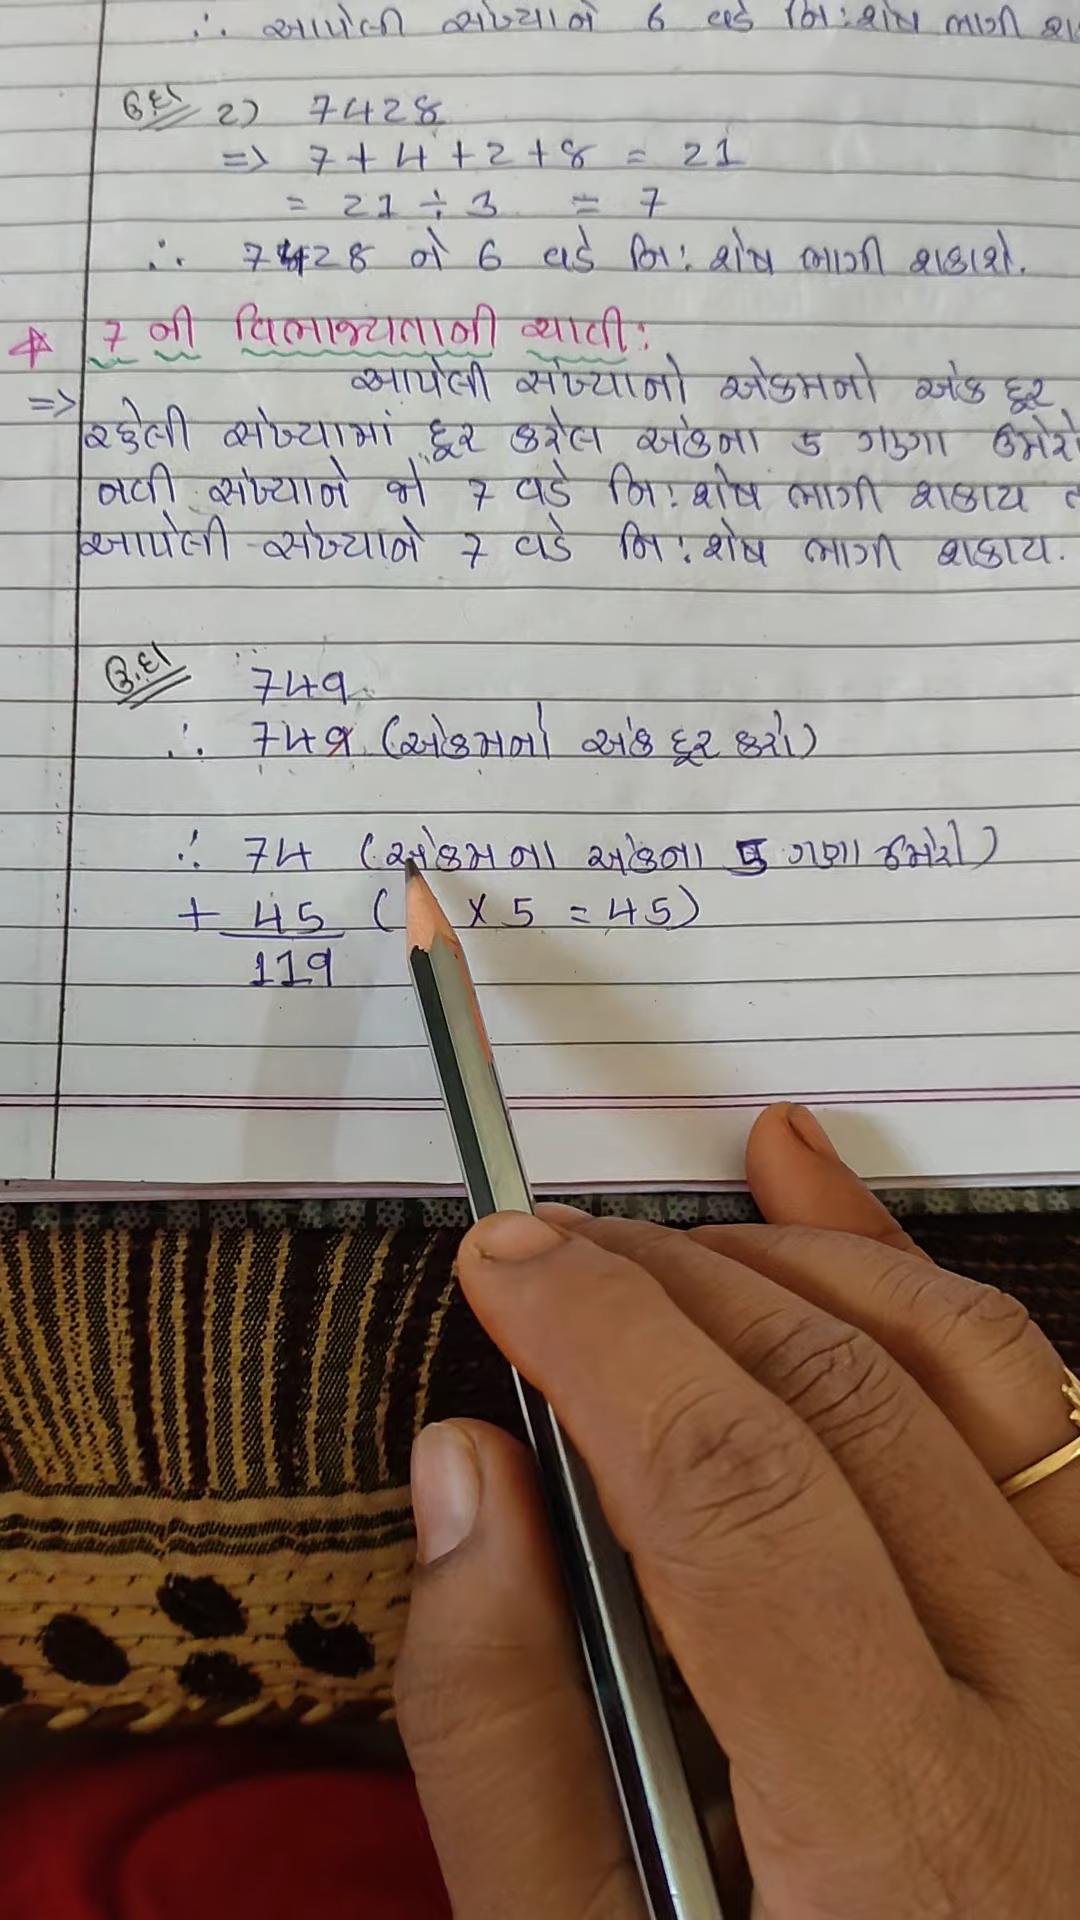 ∴ આપેલી સંખ્યાને 6 વડે નિ:શેષ ભાગી
ઉ.દા 2) 7428
=> 7 + 4 + 2 + 8 = 21
= 21 ÷ 3 = 7
∴ 7428 ને 6 વડે નિ:શેષ ભાગી શકાશે.
7 ની વિભાજ્યતાની ચાવી:
=> આપેલી સંખ્યાનો એકમનો અંક દૂર
રહેલી સંખ્યામાં દૂર કરેલ અંકના 5 ગણા ઉમેરો
નવી સંખ્યાને જો 7 વડે નિ:શેષ ભાગી શકાય
આપેલી સંખ્યાને 7 વડે નિ:શેષ ભાગી શકાય.
ઉ.દા 749
∴ 749 (એકમનો અંક દૂર કરો)
∴ 74 (એકમના અંકના 5 ગણા ઉમેરો)
+ 45 ( × 5 = 45)
119